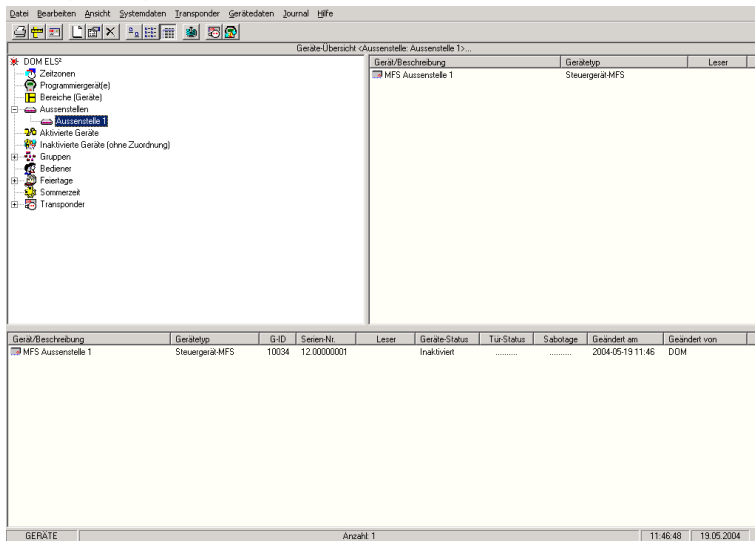 Datei Bearbeiten Ansicht Systemdaten Transponder Gerätedaten Journal Hilfe
Geräte-Übersicht <Aussenstelle: Aussenstelle 1>...
DOM ELS²
Zeitzonen
Programmiergerät(e)
Bereiche (Geräte)
Aussenstellen
Aussenstelle 1
Aktivierte Geräte
Inaktivierte Geräte (ohne Zuordnung)
Gruppen
Bediener
Feiertage
Sommerzeit
Transponder
Gerät/Beschreibung Gerätetyp Leser
MFS Aussenstelle 1 Steuergerät-MFS
Gerät/Beschreibung Gerätetyp G-ID Serien-Nr. Leser Geräte-Status Tür-Status Sabotage Geändert am Geändert von
MFS Aussenstelle 1 Steuergerät-MFS 10034 12.00000001 Inaktiviert .......... .......... 2004-05-19 11:46 DOM
GERÄTE Anzahl: 1 11:46:48 19.05.2004